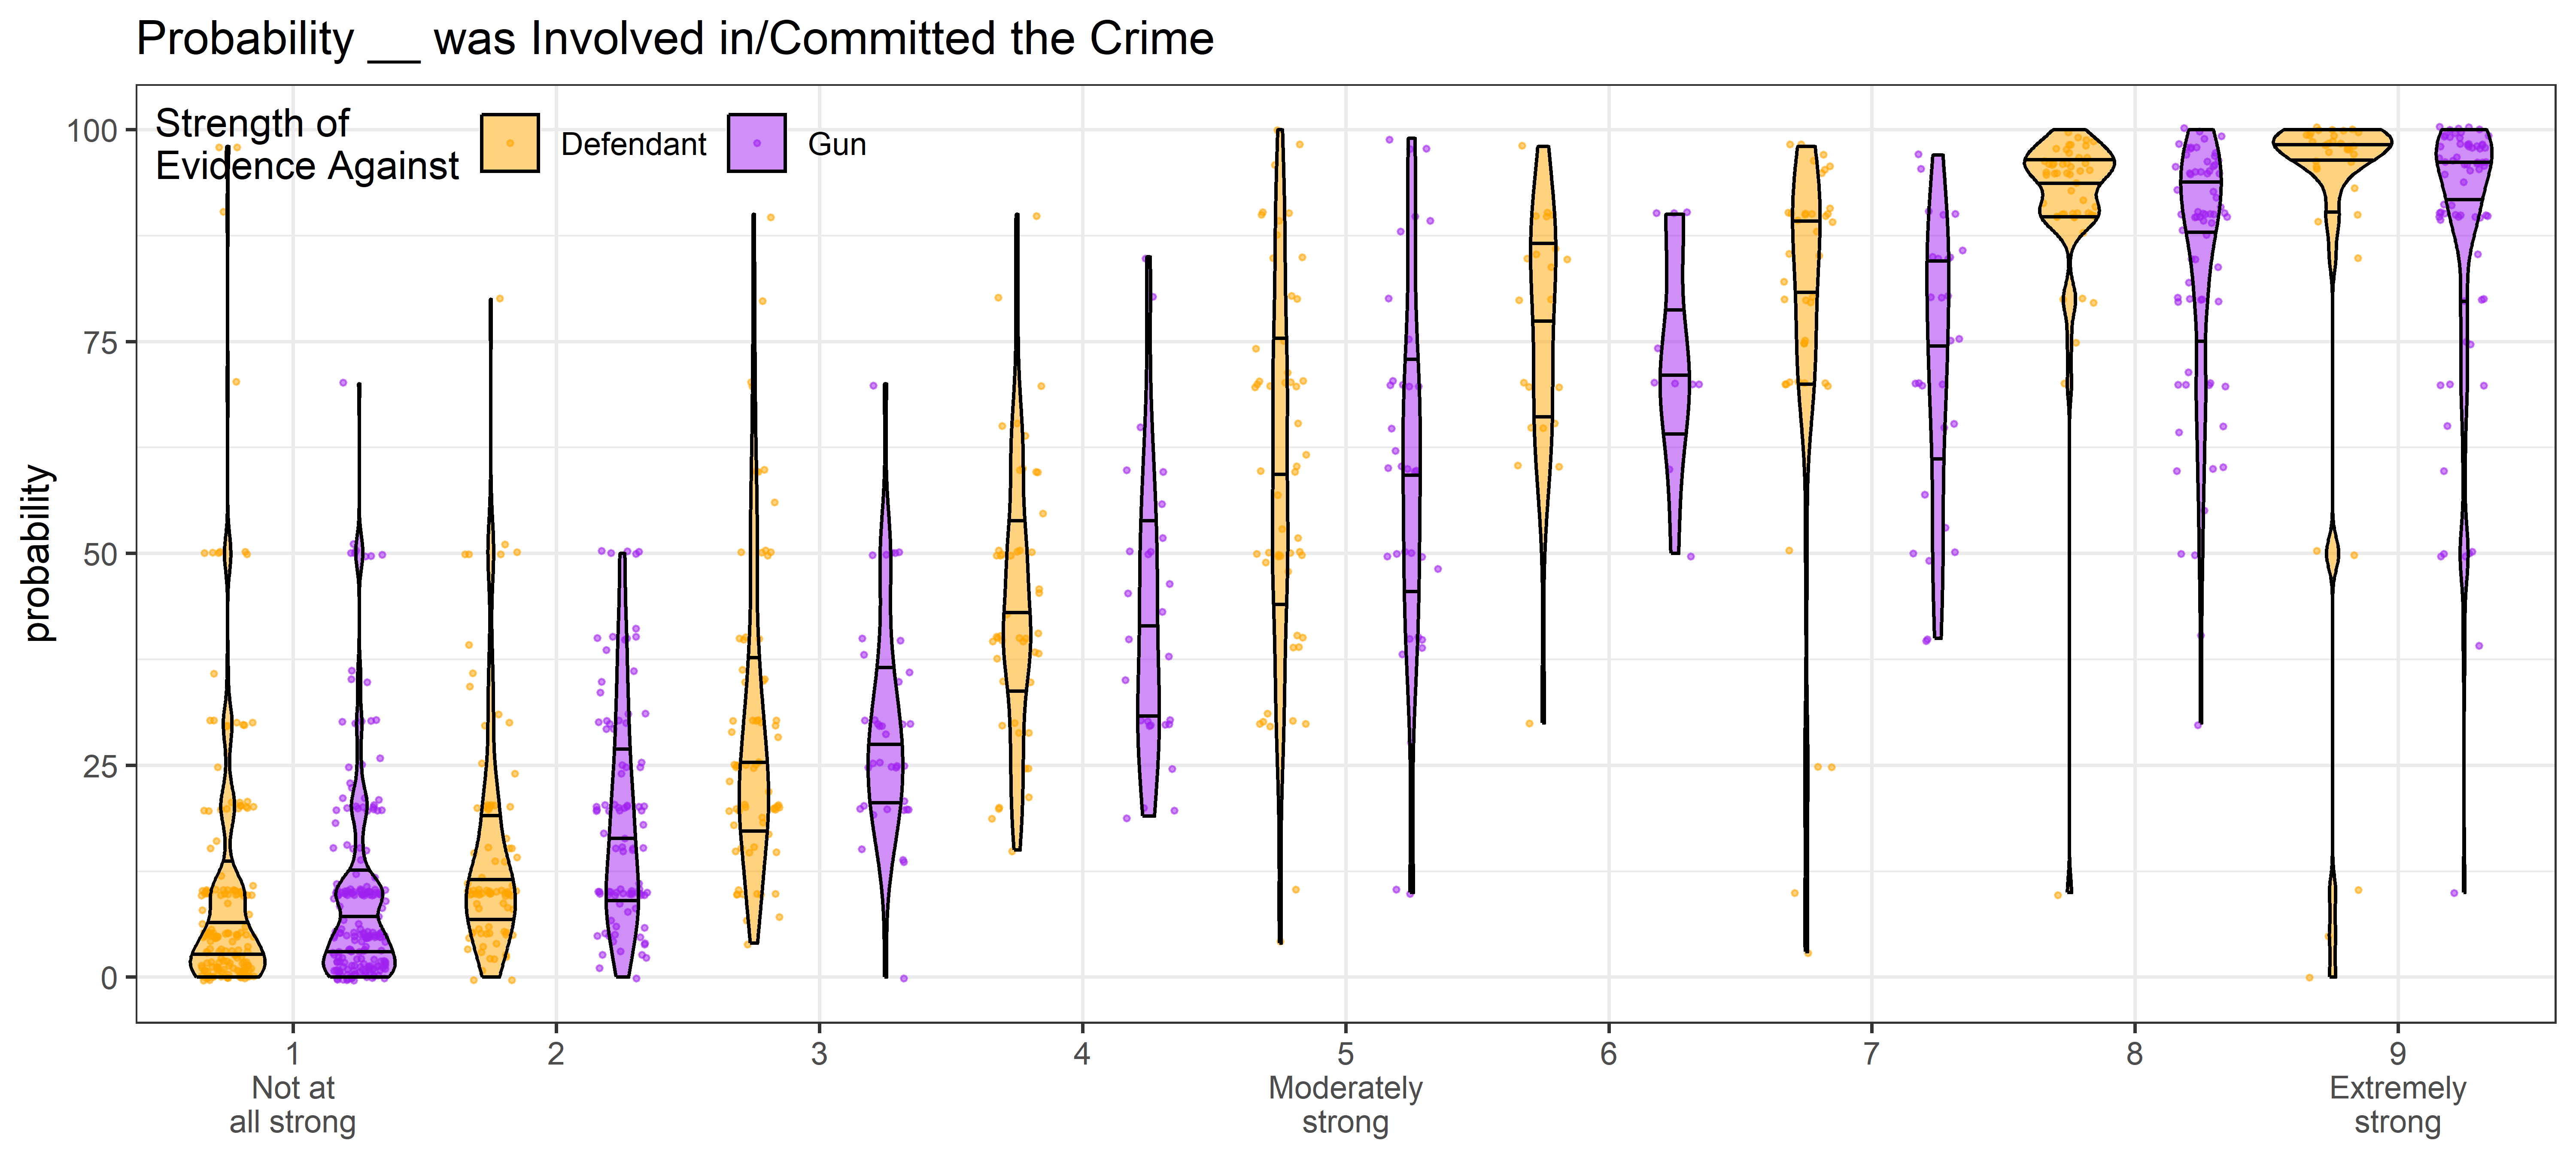 Probability __ was Involved in/Committed the Crime
Strength of
Evidence Against
Defendant
Gun
probability
100
75
50
25
0
1
2
3
4
5
6
7
8
9
Not at
all strong
Moderately
strong
Extremely
strong